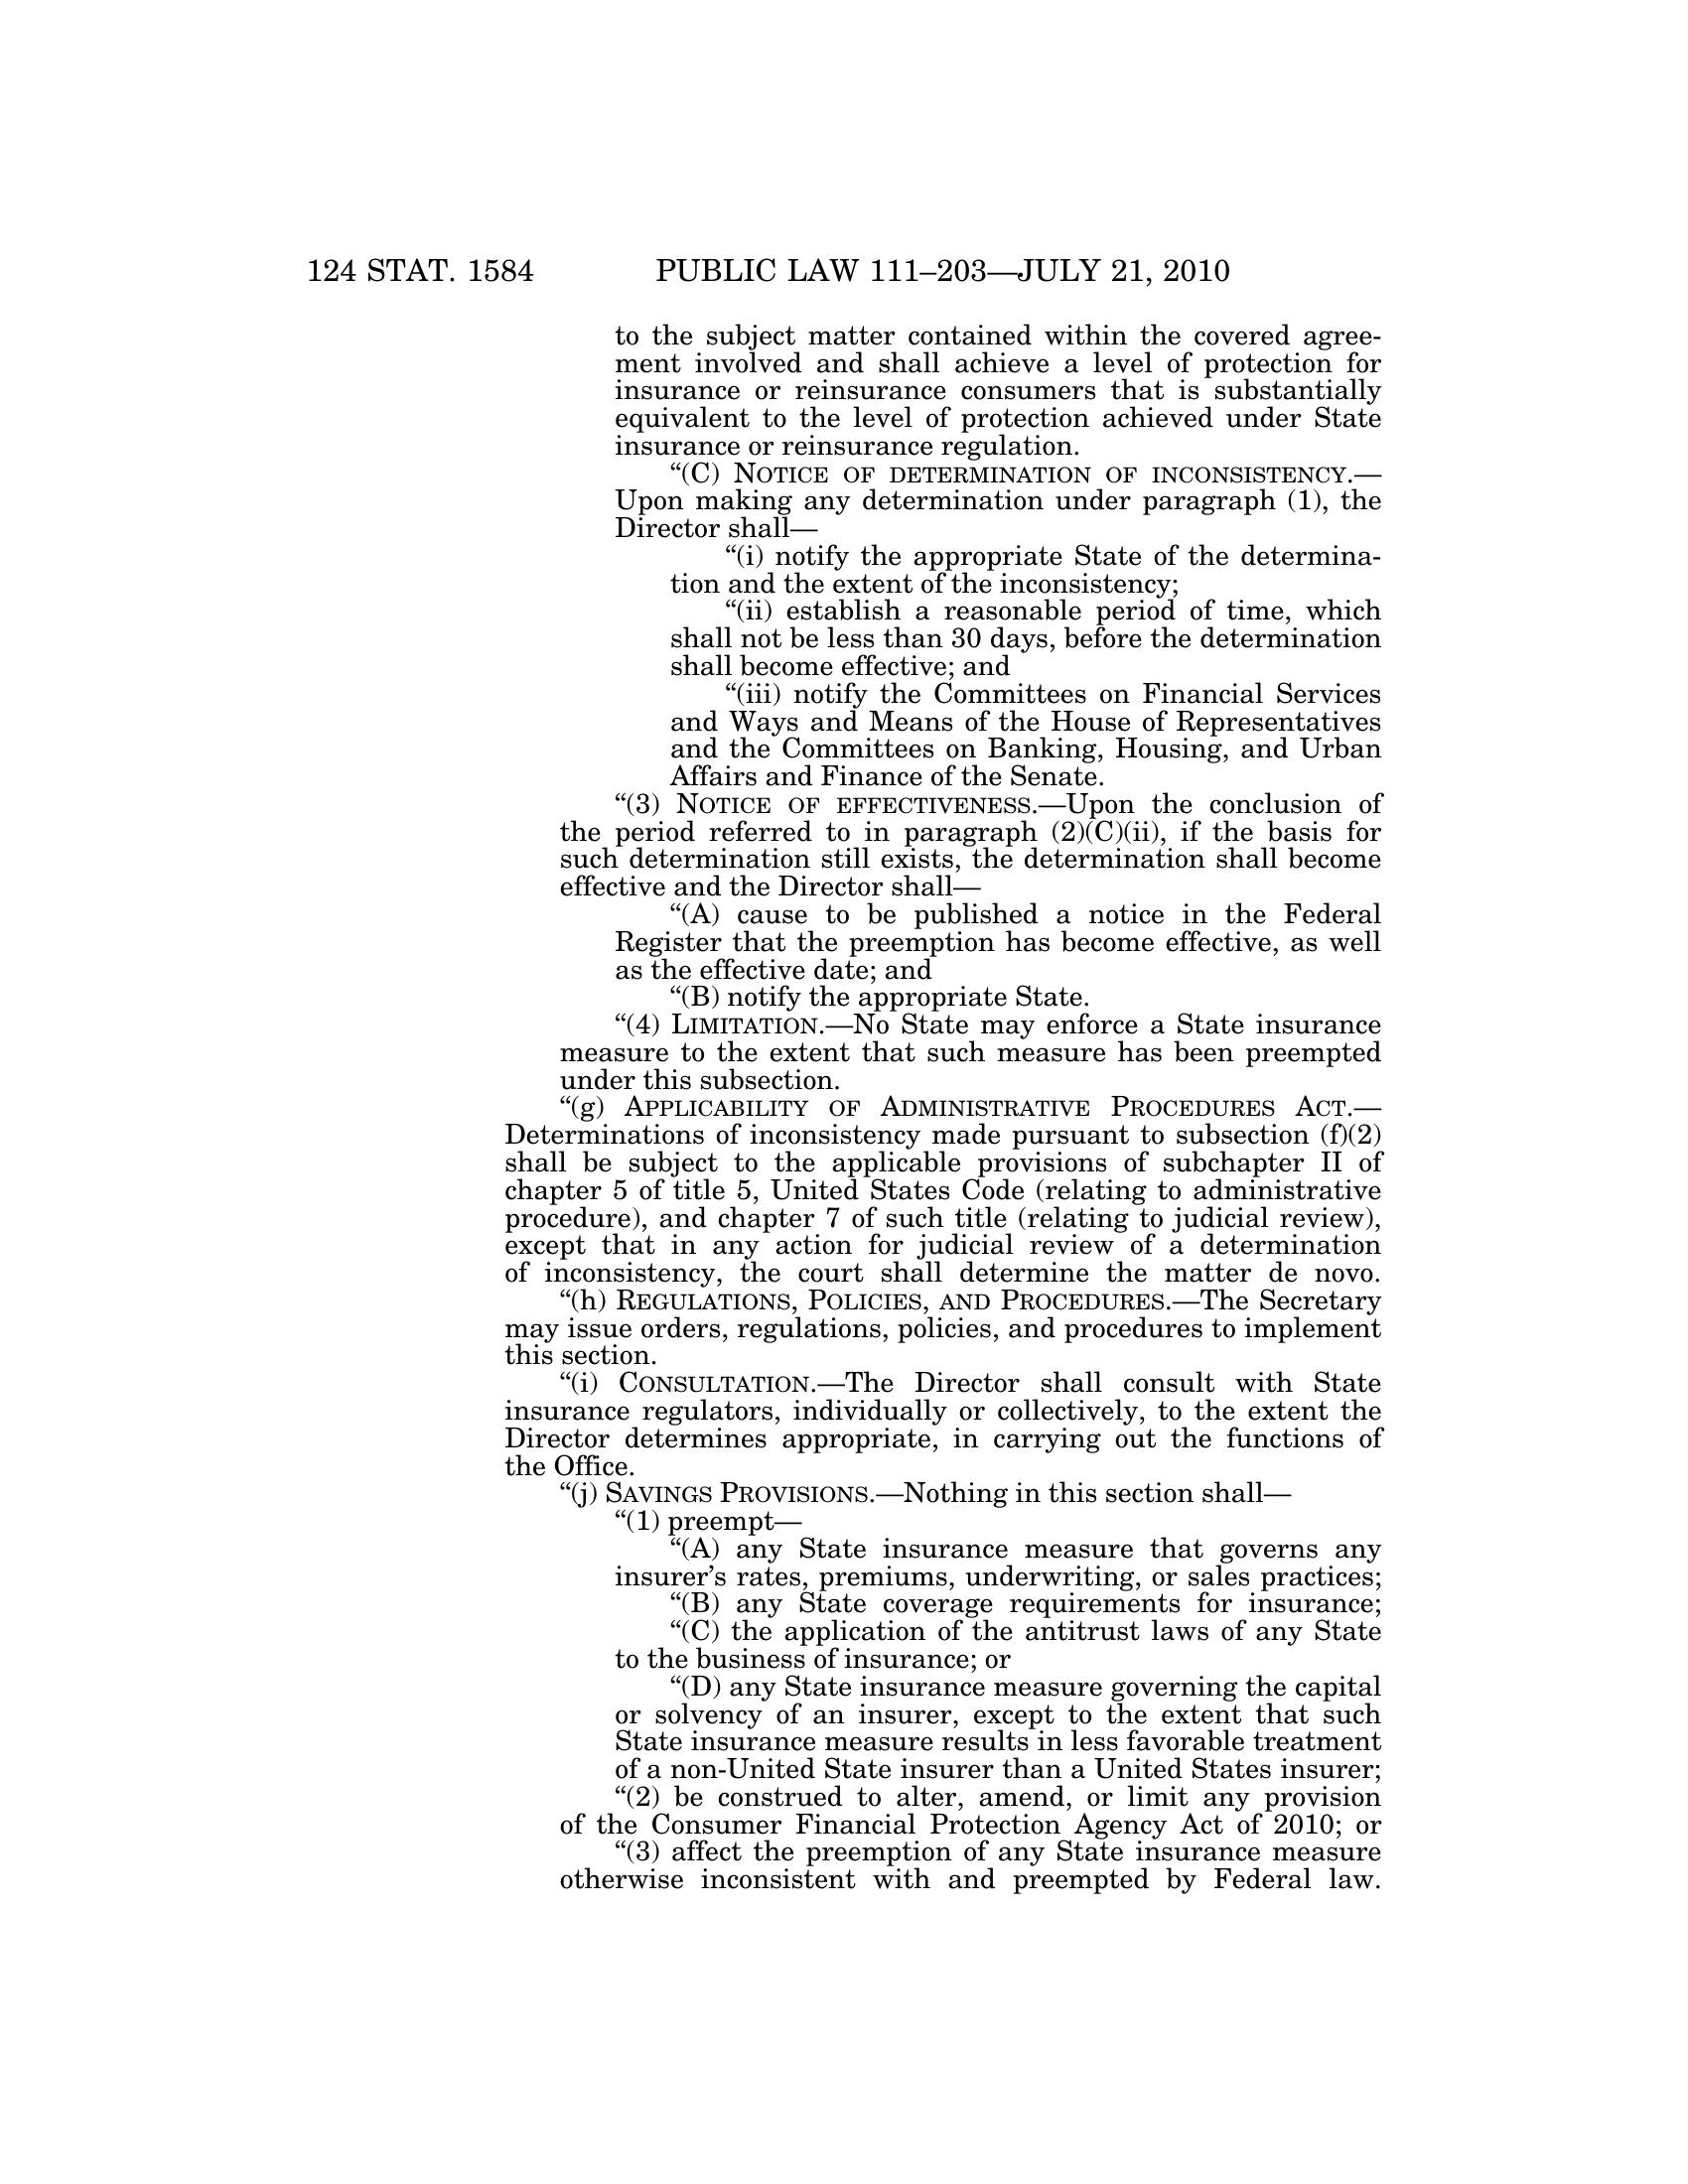 124 STAT. 1584 PUBLIC LAW 111–203—JULY 21, 2010
to the subject matter contained within the covered agree-
ment involved and shall achieve a level of protection for
insurance or reinsurance consumers that is substantially
equivalent to the level of protection achieved under State
insurance or reinsurance regulation.
“(C) NOTICE OF DETERMINATION OF INCONSISTENCY.—
Upon making any determination under paragraph (1), the
Director shall—
“(i) notify the appropriate State of the determina-
tion and the extent of the inconsistency;
“(ii) establish a reasonable period of time, which
shall not be less than 30 days, before the determination
shall become effective; and
“(iii) notify the Committees on Financial Services
and Ways and Means of the House of Representatives
and the Committees on Banking, Housing, and Urban
Affairs and Finance of the Senate.
“(3) NOTICE OF EFFECTIVENESS.—Upon the conclusion of
the period referred to in paragraph (2)(C)(ii), if the basis for
such determination still exists, the determination shall become
effective and the Director shall—
“(A) cause to be published a notice in the Federal
Register that the preemption has become effective, as well
as the effective date; and
“(B) notify the appropriate State.
“(4) LIMITATION.—No State may enforce a State insurance
measure to the extent that such measure has been preempted
under this subsection.
“(g) APPLICABILITY OF ADMINISTRATIVE PROCEDURES ACT.—
Determinations of inconsistency made pursuant to subsection (f)(2)
shall be subject to the applicable provisions of subchapter II of
chapter 5 of title 5, United States Code (relating to administrative
procedure), and chapter 7 of such title (relating to judicial review),
except that in any action for judicial review of a determination
of inconsistency, the court shall determine the matter de novo.
“(h) REGULATIONS, POLICIES, AND PROCEDURES.—The Secretary
may issue orders, regulations, policies, and procedures to implement
this section.
“(i) CONSULTATION.—The Director shall consult with State
insurance regulators, individually or collectively, to the extent the
Director determines appropriate, in carrying out the functions of
the Office.
“(j) SAVINGS PROVISIONS.—Nothing in this section shall—
“(1) preempt—
“(A) any State insurance measure that governs any
insurer’s rates, premiums, underwriting, or sales practices;
“(B) any State coverage requirements for insurance;
“(C) the application of the antitrust laws of any State
to the business of insurance; or
“(D) any State insurance measure governing the capital
or solvency of an insurer, except to the extent that such
State insurance measure results in less favorable treatment
of a non-United State insurer than a United States insurer;
“(2) be construed to alter, amend, or limit any provision
of the Consumer Financial Protection Agency Act of 2010; or
“(3) affect the preemption of any State insurance measure
otherwise inconsistent with and preempted by Federal law.